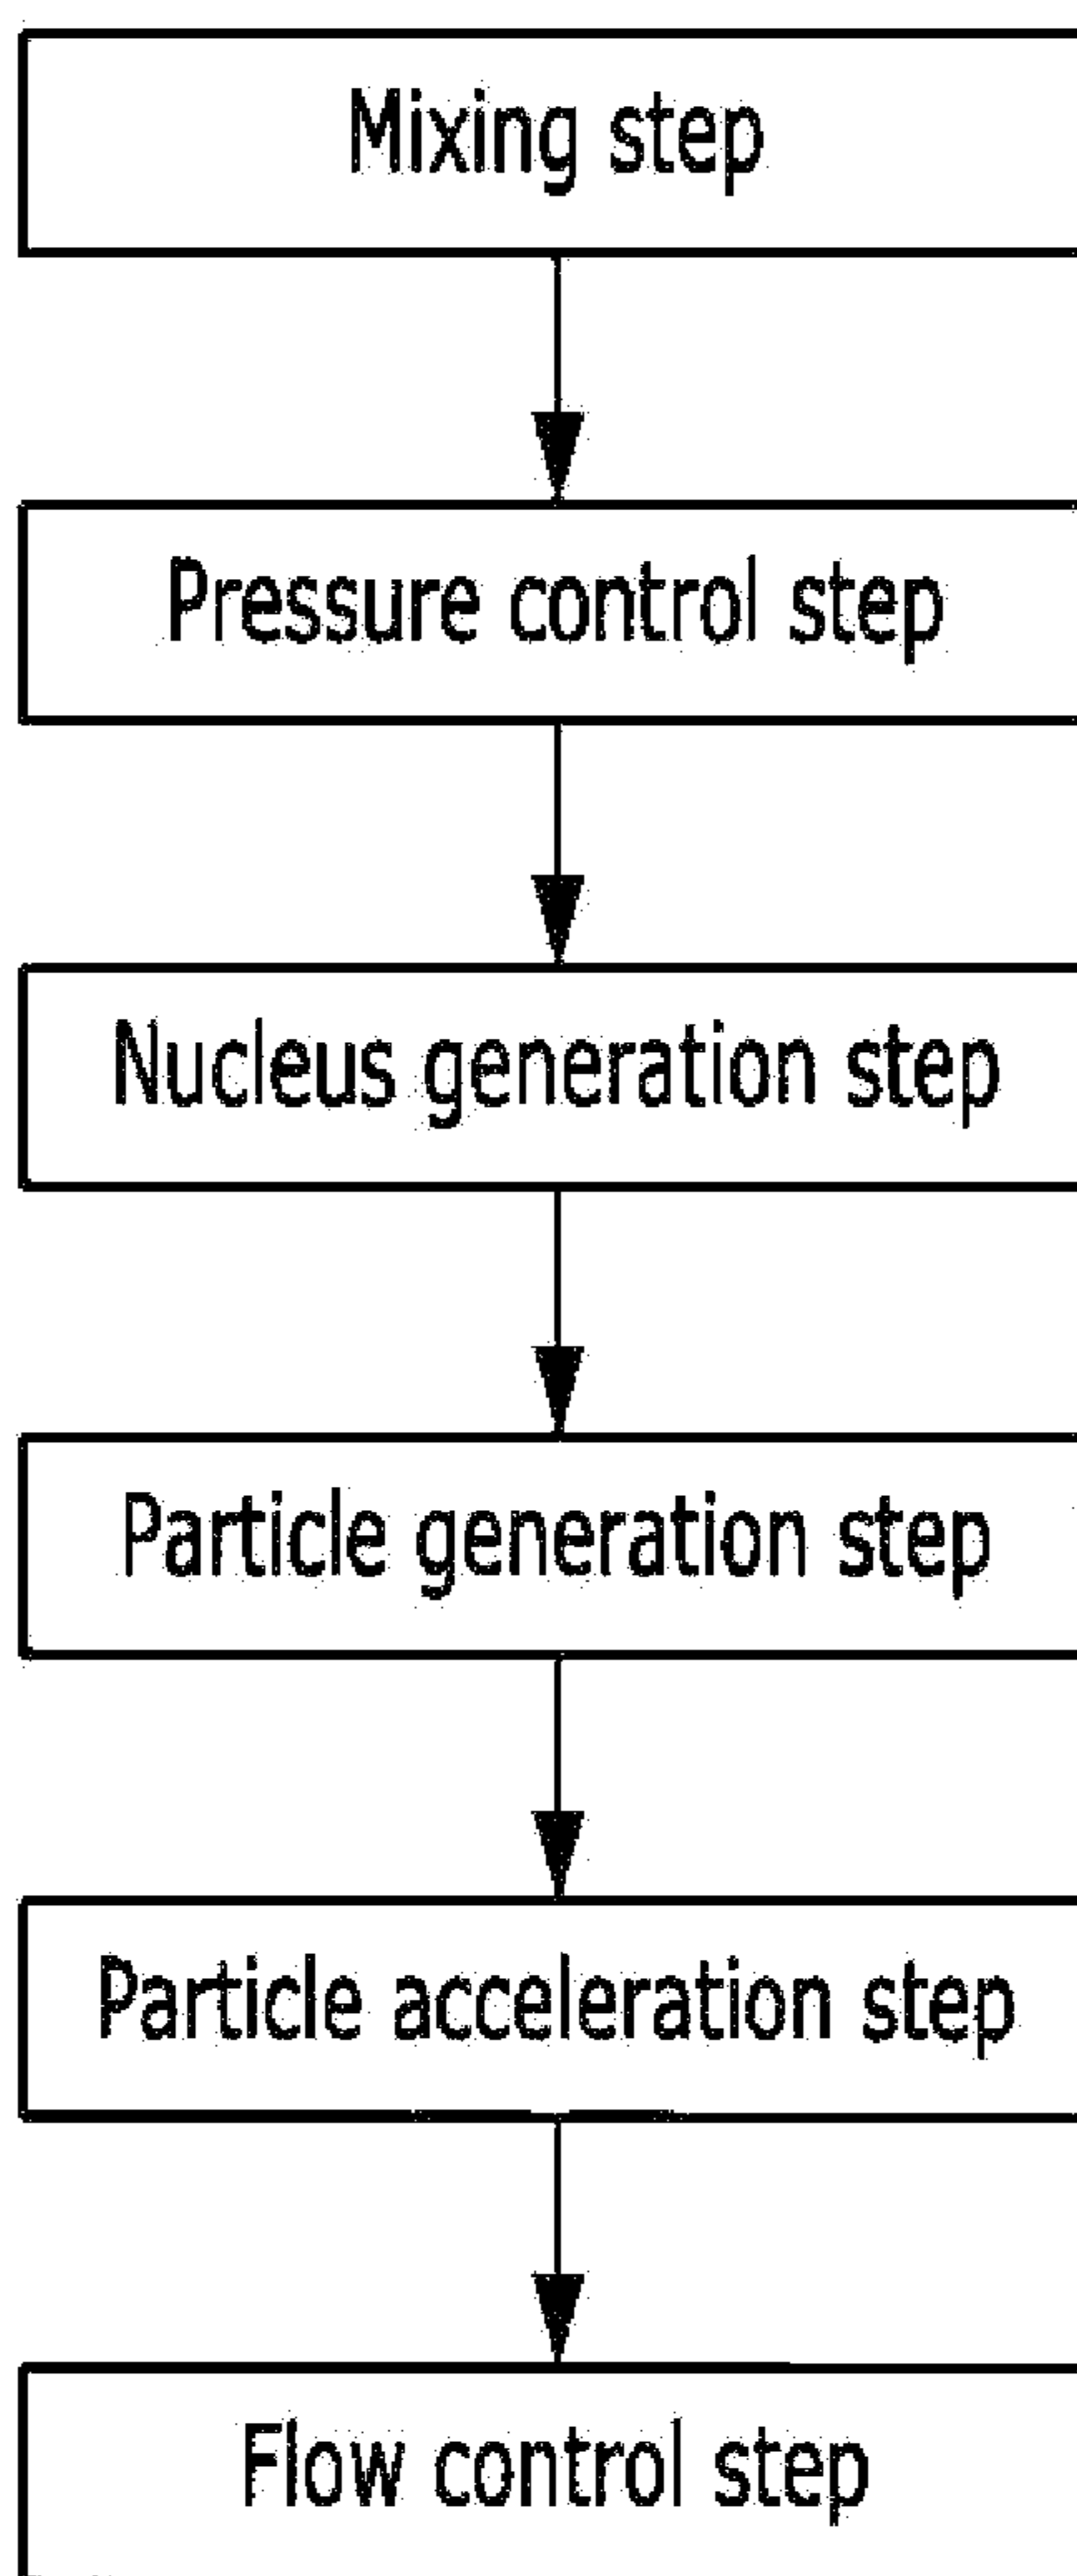 Mixing step
Pressure control step
Nucleus generation step
Particle generation step
Particle acceleration step
Flow control step